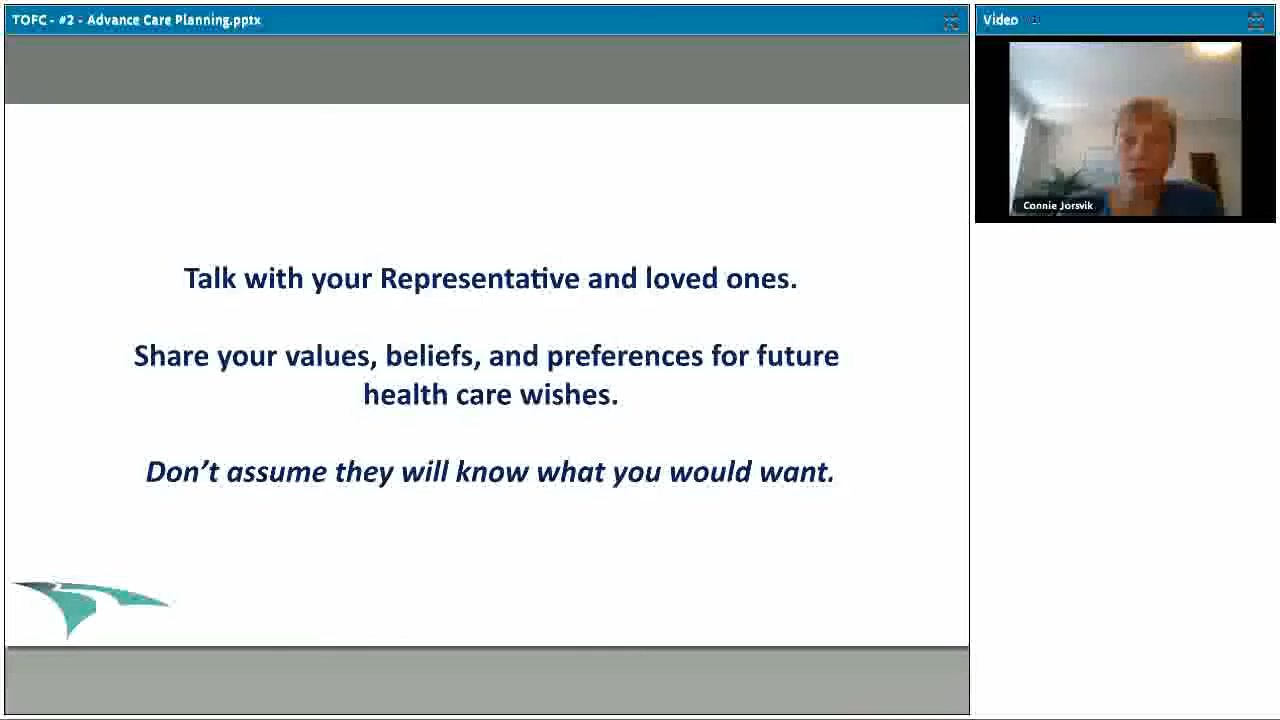 TOFC - #2 - Advance Care Planning.pptx
Video
Connie Jorsvik
Talk with your Representative and loved ones.
Share your values, beliefs, and preferences for future
health care wishes.
Don't assume they will know what you would want.